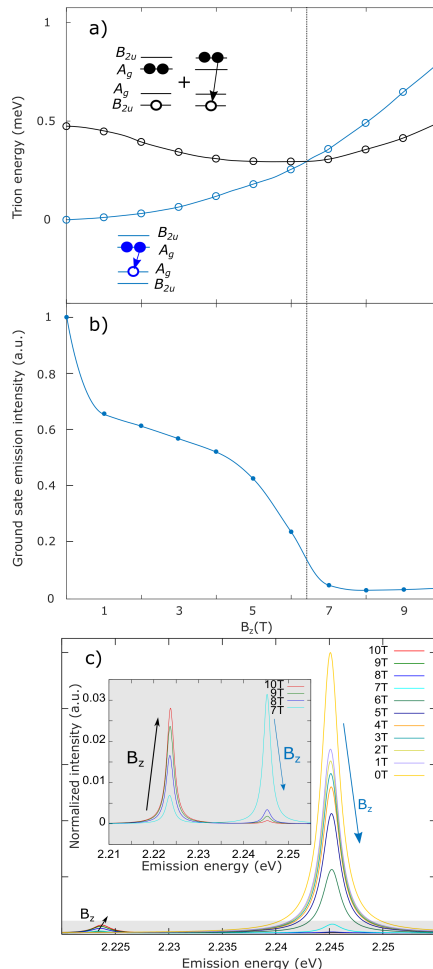 a)
B2u
Ag
Ag
B2u
+
Trion energy (meV)
1
0.5
0
B2u
Ag
Ag
B2u
b)
Ground sate emission intensity (a.u.)
1
0.8
0.6
0.4
0.2
0
1 3 5 7 9
Bz(T)
c)
10T
9T
8T
7T
6T
5T
4T
3T
2T
1T
0T
Normalized intensity (a.u.)
0.03
0.02
0.01
0
10T
9T
8T
7T
Bz
Bz
2.21 2.22 2.23 2.24 2.25
Emission energy (eV)
Bz
Bz
2.225 2.23 2.235 2.24 2.245 2.25
Emission energy (eV)